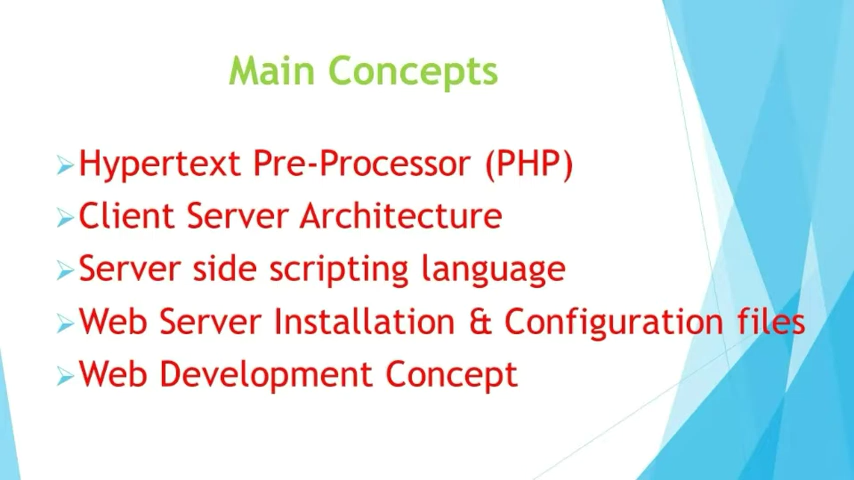 Main Concepts
Hypertext Pre-Processor (PHP)
Client Server Architecture
Server side scripting language
Web Server Installation & Configuration files
Web Development Concept